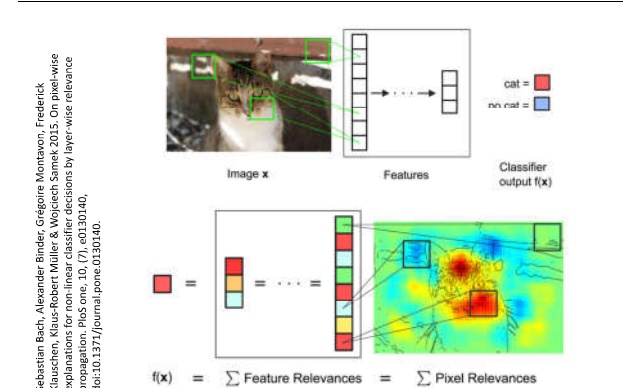 Sebastian Bach, Alexander Binder, Grégoire Montavon, Frederick
Klauschen, Klaus-Robert Müller & Wojciech Samek 2015. On pixel-wise
explanations for non-linear classifier decisions by layer-wise relevance
propagation. PloS one, 10, (7), e0130140,
doi:10.1371/journal.pone.0130140.
cat =
no cat =
Image x
Features
Classifier
output f(x)
= = · · · =
f(x) = ∑ Feature Relevances = ∑ Pixel Relevances